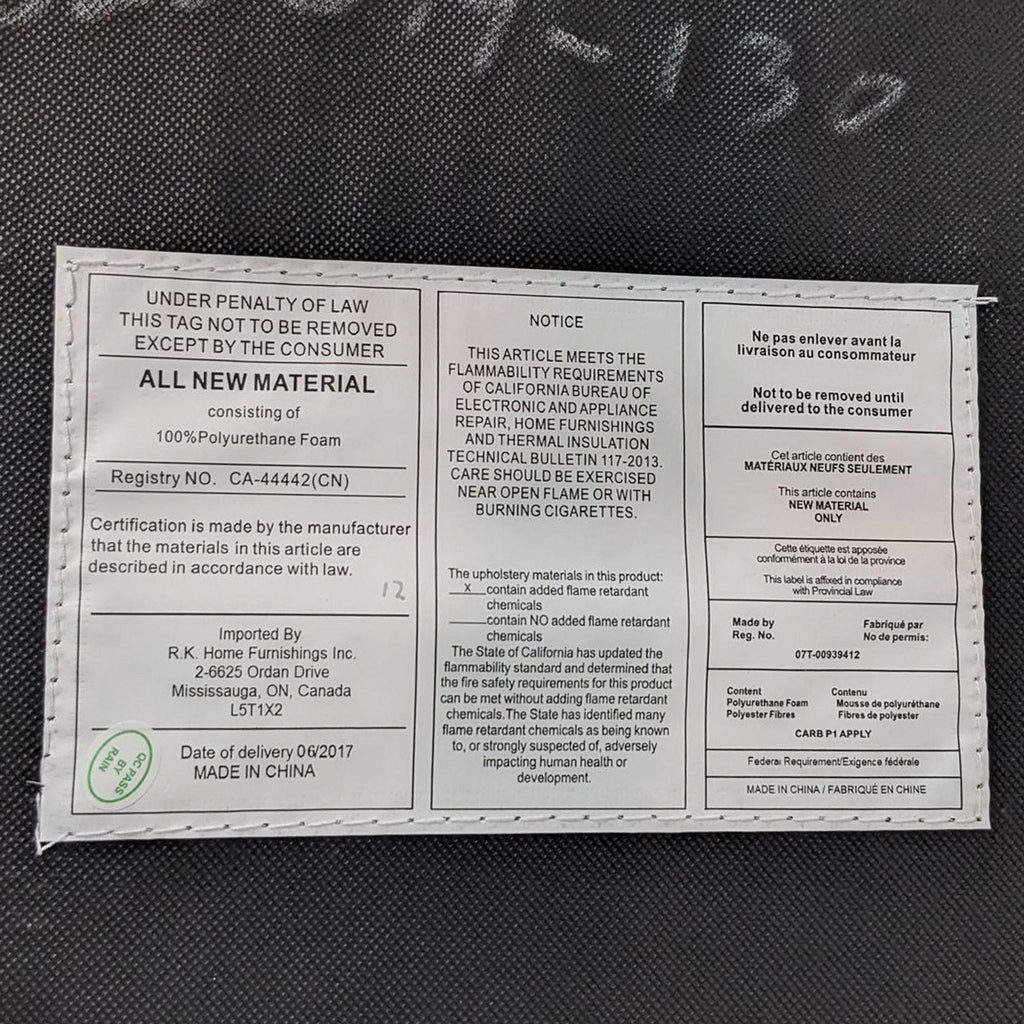 -130
UNDER PENALTY OF LAW
THIS TAG NOT TO BE REMOVED
EXCEPT BY THE CONSUMER
ALL NEW MATERIAL
consisting of
100%Polyurethane Foam
Registry NO. CA-44442(CN)
Certification is made by the manufacturer
that the materials in this article are
described in accordance with law.
12
Imported By
R.K. Home Furnishings Inc.
2-6625 Ordan Drive
Mississauga, ON, Canada
L5T1X2
Date of delivery 06/2017
MADE IN CHINA
QC PASS
BY
RAIN
NOTICE
THIS ARTICLE MEETS THE
FLAMMABILITY REQUIREMENTS
OF CALIFORNIA BUREAU OF
ELECTRONIC AND APPLIANCE
REPAIR, HOME FURNISHINGS
AND THERMAL INSULATION
TECHNICAL BULLETIN 117-2013.
CARE SHOULD BE EXERCISED
NEAR OPEN FLAME OR WITH
BURNING CIGARETTES.
The upholstery materials in this product:
__X__contain added flame retardant
chemicals
_____contain NO added flame retardant
chemicals
The State of California has updated the
flammability standard and determined that
the fire safety requirements for this product
can be met without adding flame retardant
chemicals.The State has identified many
flame retardant chemicals as being known
to, or strongly suspected of, adversely
impacting human health or
development.
Ne pas enlever avant la
livraison au consommateur
Not to be removed until
delivered to the consumer
Cet article contient des
MATÉRIAUX NEUFS SEULEMENT
This article contains
NEW MATERIAL
ONLY
Cette étiquette est apposée
conformément à la loi de la province
This label is affixed in compliance
with Provincial Law
Made by Fabriqué par
Reg. No. No de permis:
07T-00939412
Content Contenu
Polyurethane Foam Mousse de polyuréthane
Polyester Fibres Fibres de polyester
CARB P1 APPLY
Federal Requirement/Exigence fédérale
MADE IN CHINA / FABRIQUÉ EN CHINE